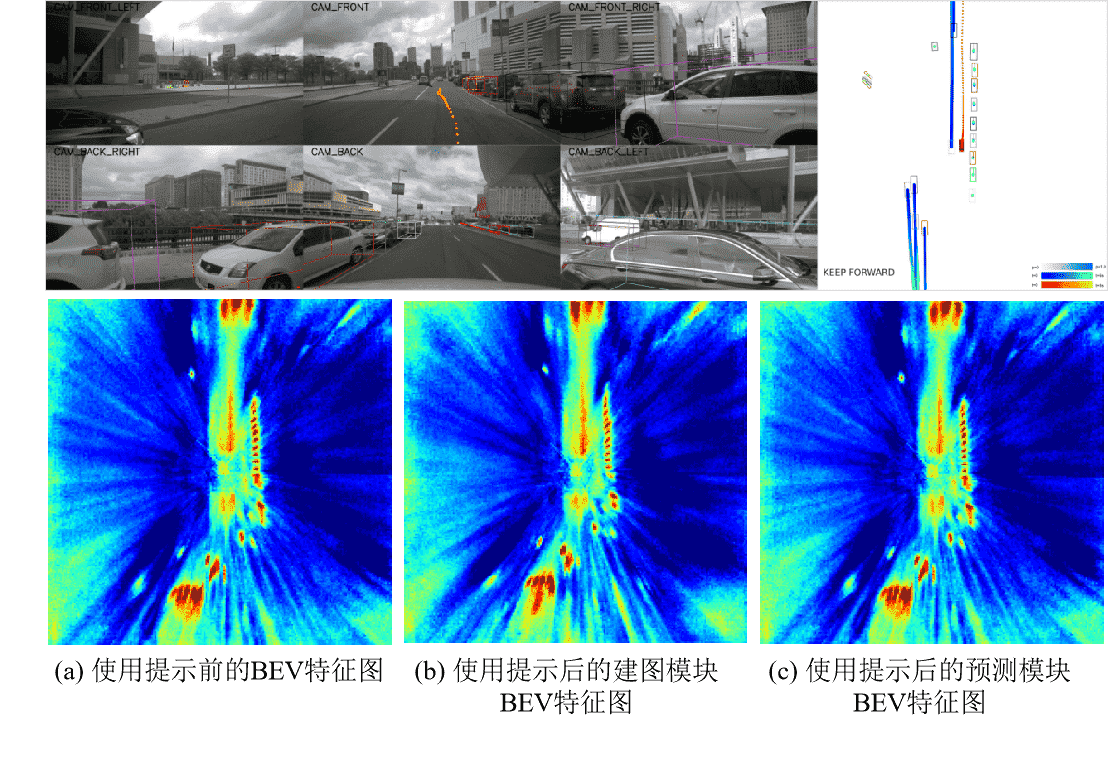 CAM_FRONT_LEFT
CAM_FRONT
CAM_FRONT_RIGHT
CAM_BACK_RIGHT
CAM_BACK
CAM_BACK_LEFT
KEEP FORWARD
(a) 使用提示前的BEV特征图
(b) 使用提示后的建图模块
BEV特征图
(c) 使用提示后的预测模块
BEV特征图